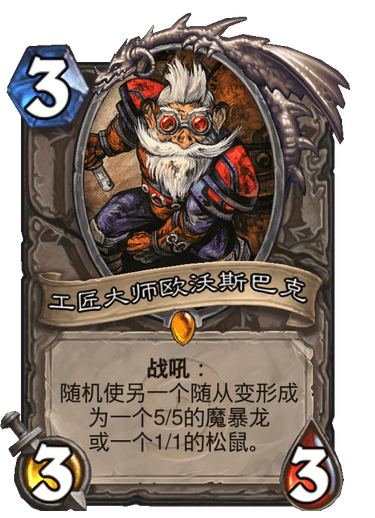 3
工匠大师欧沃斯巴克
战吼：
随机使另一个随从变形成
为一个5/5的魔暴龙
或一个1/1的松鼠。
3
3